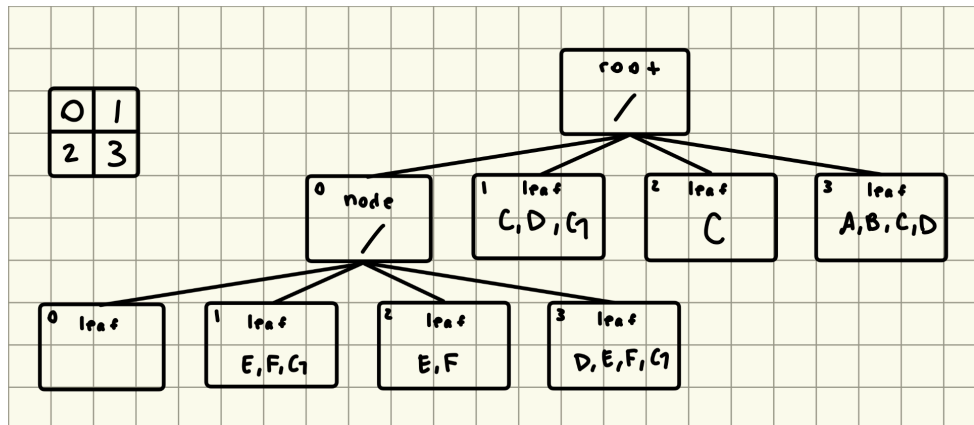 root
/
0 1
2 3
0 node
/
1 leaf
C, D, G
2 leaf
C
3 leaf
A, B, C, D
0 leaf
1 leaf
E, F, G
2 leaf
E, F
3 leaf
D, E, F, G